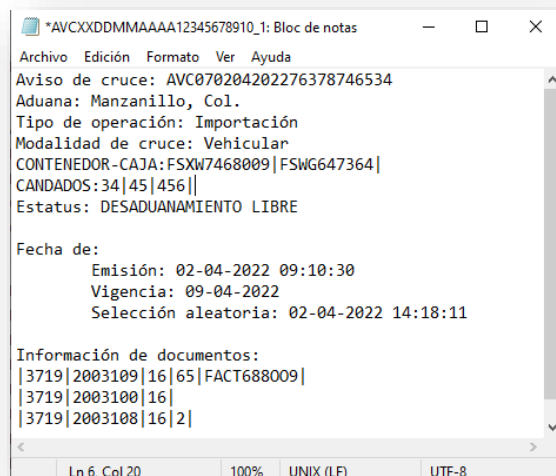 *AVCXXDDMMAAAA12345678910_1: Bloc de notas
Archivo Edición Formato Ver Ayuda
Aviso de cruce: AVC070204202276378746534
Aduana: Manzanillo, Col.
Tipo de operación: Importación
Modalidad de cruce: Vehicular
CONTENEDOR-CAJA:FSXW7468009|FSWG647364|
CANDADOS:34|45|456|
Estatus: DESADUANAMIENTO LIBRE
Fecha de:
Emisión: 02-04-2022 09:10:30
Vigencia: 09-04-2022
Selección aleatoria: 02-04-2022 14:18:11
Información de documentos:
|3719|2003109|16|65|FACT688OO9|
|3719|2003100|16|
|3719|2003108|16|2|
Ln 6, Col 20 100% UNIX (LF) UTF-8